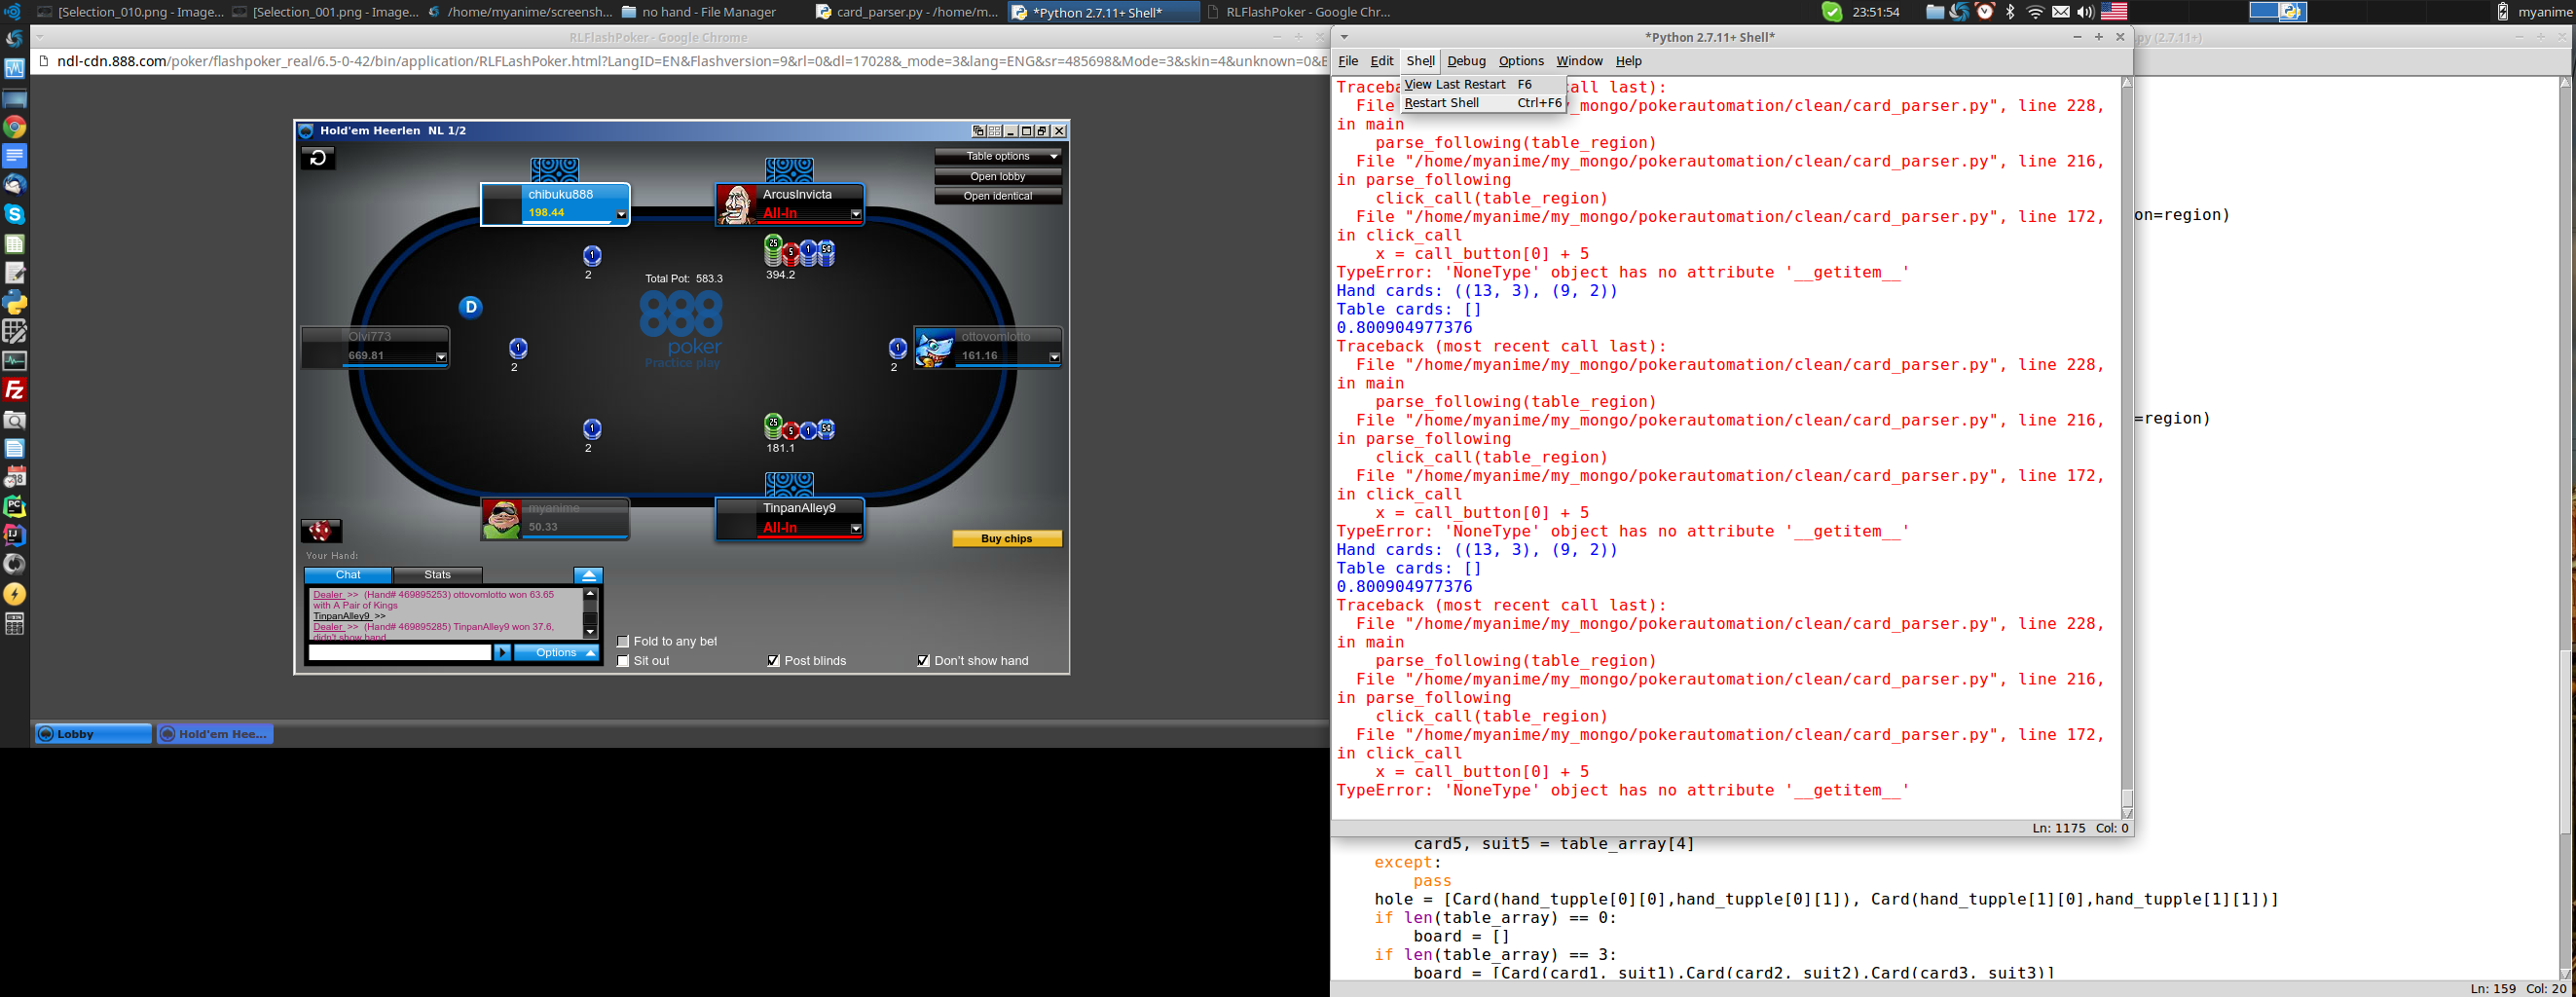 [Selection_010.png - Image...
[Selection_001.png - Image...
/home/myanime/screensh...
no hand - File Manager
card_parser.py - /home/m...
*Python 2.7.11+ Shell*
RLFlashPoker - Google Chr...
23:51:54
myanime
RLFlashPoker - Google Chrome
ndl-cdn.888.com/poker/flashpoker_real/6.5-0-42/bin/application/RLFLashPoker.html?LangID=EN&Flashversion=9&rl=0&dl=17028&_mode=3&lang=ENG&sr=485698&Mode=3&skin=4&unknown=0&E
Hold'em Heerlen  NL 1/2
Table options
Open lobby
Open identical
chibuku888
198.44
ArcusInvicta
All-In
2
394.2
Total Pot: 583.3
888
poker
Practice play
D
Olvi773
669.81
2
2
ottovomlotto
161.16
2
181.1
myanime
50.33
TinpanAlley9
All-In
Buy chips
Your Hand:
Chat
Stats
Dealer >> (Hand# 469895253) ottovomlotto won 63.65
with A Pair of Kings
TinpanAlley9 >>
Dealer >> (Hand# 469895285) TinpanAlley9 won 37.6,
didn't show hand
Options
Fold to any bet
Sit out
Post blinds
Don't show hand
Lobby
Hold'em Hee...
*Python 2.7.11+ Shell*
File Edit Shell Debug Options Window Help
View Last Restart F6
Restart Shell Ctrl+F6
Traceba
all last):
File
_mongo/pokerautomation/clean/card_parser.py", line 228,
in main
parse_following(table_region)
File "/home/myanime/my_mongo/pokerautomation/clean/card_parser.py", line 216,
in parse_following
click_call(table_region)
File "/home/myanime/my_mongo/pokerautomation/clean/card_parser.py", line 172,
in click_call
x = call_button[0] + 5
TypeError: 'NoneType' object has no attribute '__getitem__'
Hand cards: ((13, 3), (9, 2))
Table cards: []
0.800904977376
Traceback (most recent call last):
File "/home/myanime/my_mongo/pokerautomation/clean/card_parser.py", line 228,
in main
parse_following(table_region)
File "/home/myanime/my_mongo/pokerautomation/clean/card_parser.py", line 216,
in parse_following
click_call(table_region)
File "/home/myanime/my_mongo/pokerautomation/clean/card_parser.py", line 172,
in click_call
x = call_button[0] + 5
TypeError: 'NoneType' object has no attribute '__getitem__'
Hand cards: ((13, 3), (9, 2))
Table cards: []
0.800904977376
Traceback (most recent call last):
File "/home/myanime/my_mongo/pokerautomation/clean/card_parser.py", line 228,
in main
parse_following(table_region)
File "/home/myanime/my_mongo/pokerautomation/clean/card_parser.py", line 216,
in parse_following
click_call(table_region)
File "/home/myanime/my_mongo/pokerautomation/clean/card_parser.py", line 172,
in click_call
x = call_button[0] + 5
TypeError: 'NoneType' object has no attribute '__getitem__'
Ln: 1175 Col: 0
py (2.7.11+)
on=region)
=region)
card5, suit5 = table_array[4]
except:
pass
hole = [Card(hand_tupple[0][0],hand_tupple[0][1]), Card(hand_tupple[1][0],hand_tupple[1][1])]
if len(table_array) == 0:
board = []
if len(table_array) == 3:
board = [Card(card1, suit1),Card(card2, suit2),Card(card3, suit3)]
Ln: 159 Col: 20